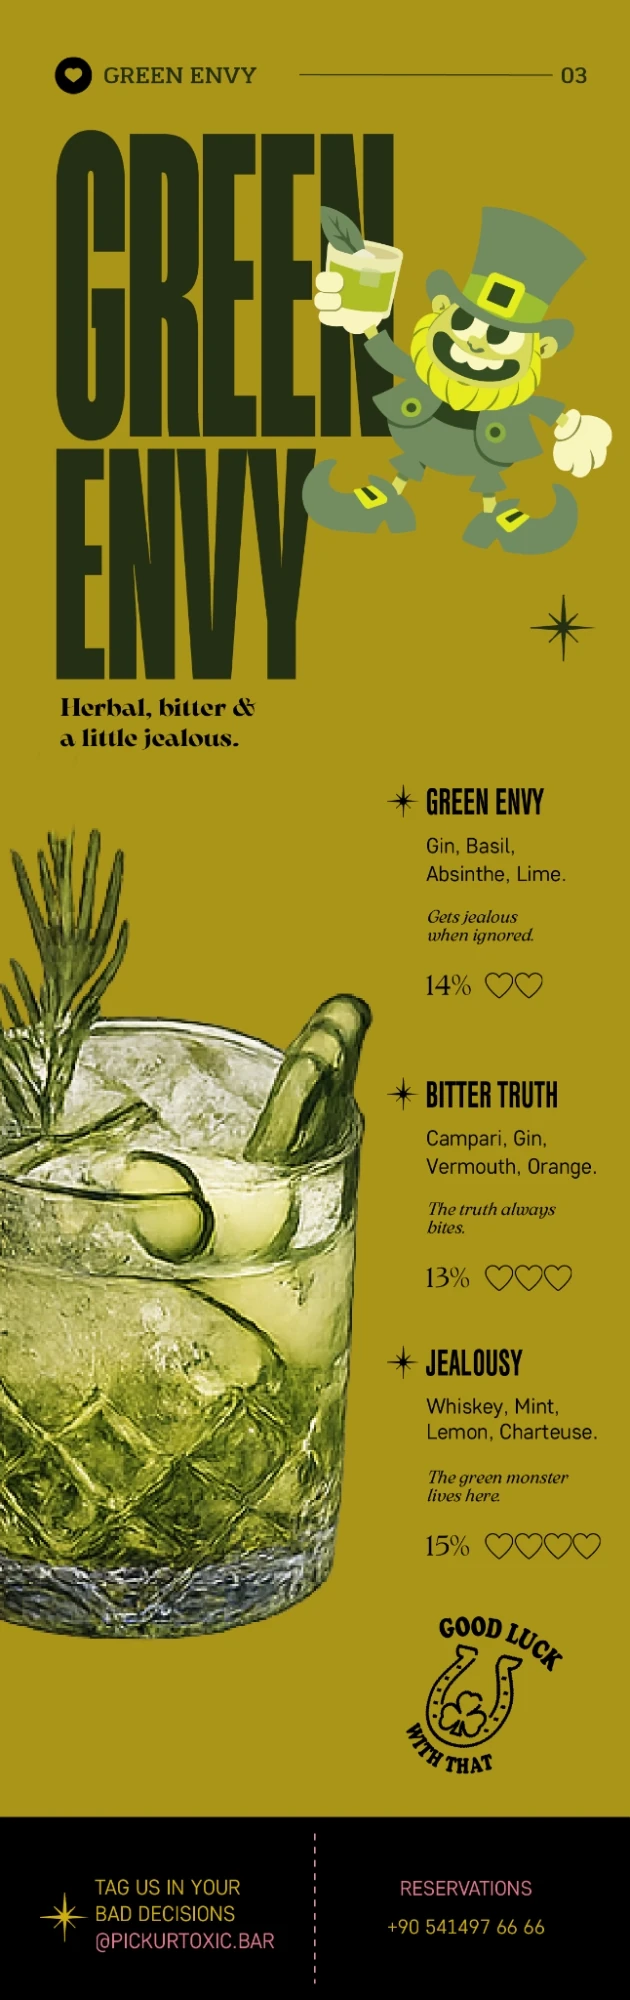 GREEN ENVY
03
GREEN
ENVY
Herbal, bitter &
a little jealous.
GREEN ENVY
Gin, Basil,
Absinthe, Lime.
Gets jealous
when ignored.
14%
BITTER TRUTH
Campari, Gin,
Vermouth, Orange.
The truth always
bites.
13%
JEALOUSY
Whiskey, Mint,
Lemon, Charteuse.
The green monster
lives here.
15%
GOOD LUCK
WITH THAT
TAG US IN YOUR
BAD DECISIONS
@PICKURTOXIC.BAR
RESERVATIONS
+90 541497 66 66